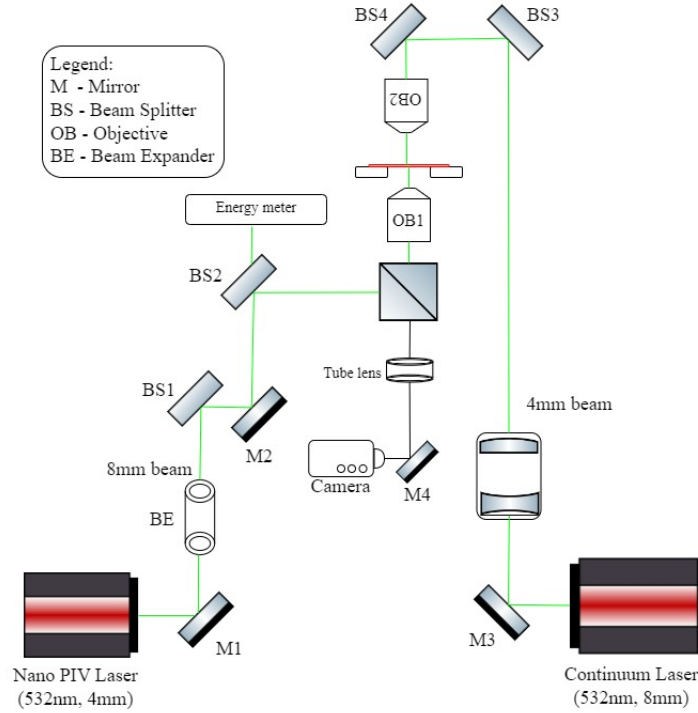 BS4
BS3
Legend:
M - Mirror
BS - Beam Splitter
OB - Objective
BE - Beam Expander
OB2
Energy meter
OB1
BS2
Tube lens
BS1
4mm beam
M2
8mm beam
Camera
M4
BE
M1
M3
Nano PIV Laser
(532nm, 4mm)
Continuum Laser
(532nm, 8mm)